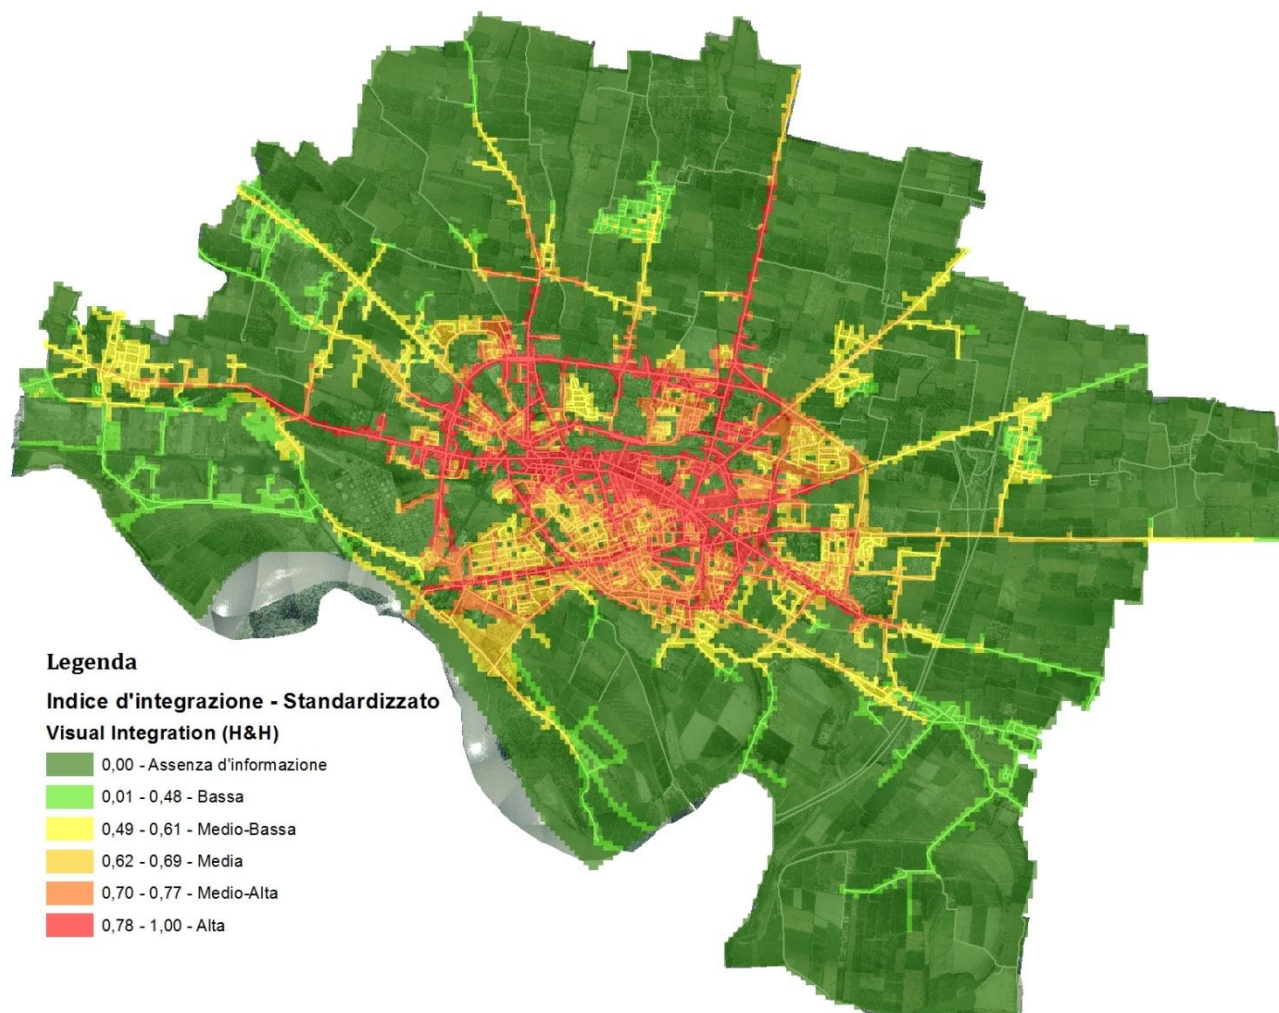 Legenda
Indice d'integrazione - Standardizzato
Visual Integration (H&H)
0,00 - Assenza d'informazione
0,01 - 0,48 - Bassa
0,49 - 0,61 - Medio-Bassa
0,62 - 0,69 - Media
0,70 - 0,77 - Medio-Alta
0,78 - 1,00 - Alta